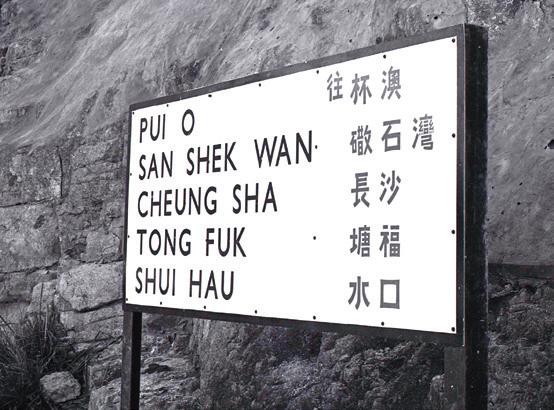 PUI O 往杯澳
SAN SHEK WAN 石灣
CHEUNG SHA 長沙
TONG FUK 塘福
SHUI HAU 水口